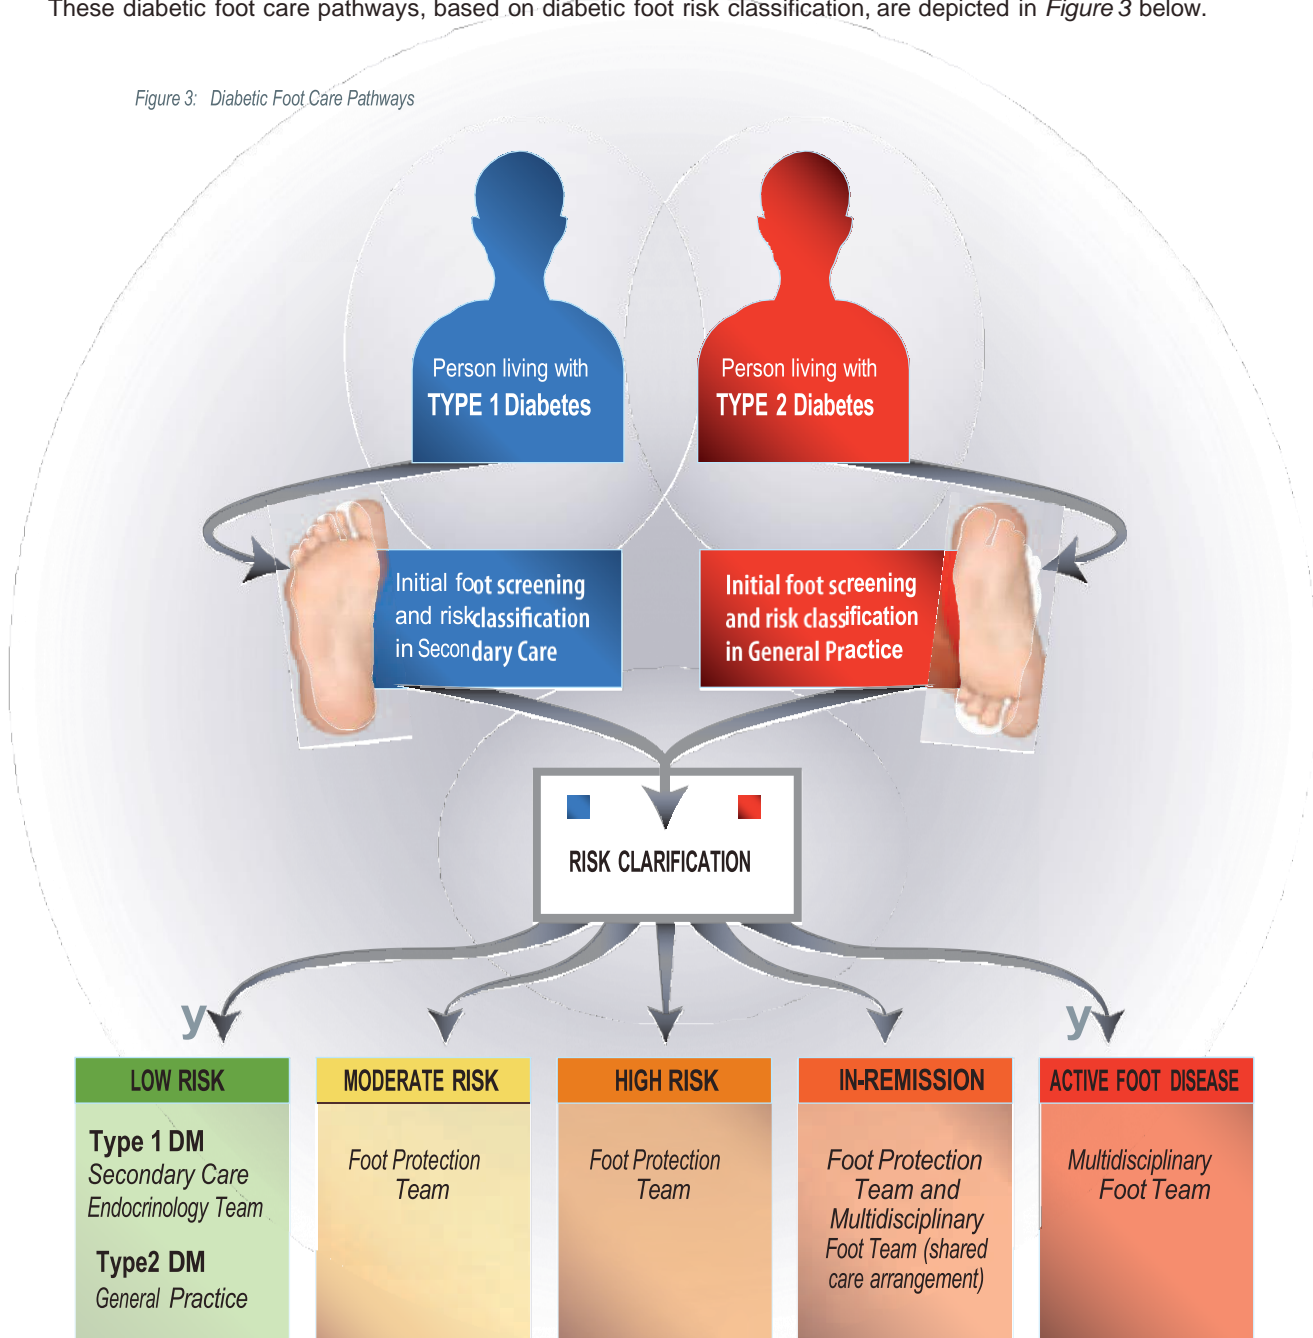 These diabetic foot care pathways, based on diabetic foot risk classification, are depicted in Figure 3 below.
Figure 3: Diabetic Foot Care Pathways
Person living with
TYPE 1 Diabetes
Person living with
TYPE 2 Diabetes
Initial foot screening
and risk classification
in Secondary Care
Initial foot screening
and risk classification
in General Practice
RISK CLARIFICATION
y
y
LOW RISK
Type 1 DM
Secondary Care
Endocrinology Team
Type2 DM
General Practice
MODERATE RISK
Foot Protection
Team
HIGH RISK
Foot Protection
Team
IN-REMISSION
Foot Protection
Team and
Multidisciplinary
Foot Team (shared
care arrangement)
ACTIVE FOOT DISEASE
Multidisciplinary
Foot Team